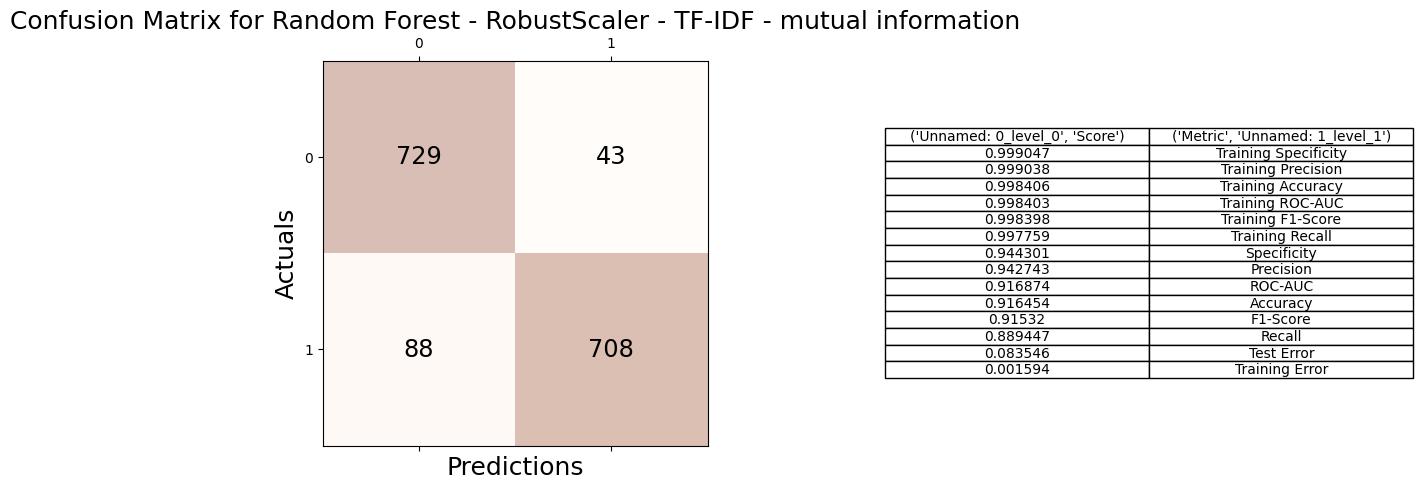 Confusion Matrix for Random Forest - RobustScaler - TF-IDF - mutual information
0 1
0 729 43
1 88 708
Actuals
Predictions
('Unnamed: 0_level_0', 'Score') ('Metric', 'Unnamed: 1_level_1')
0.999047 Training Specificity
0.999038 Training Precision
0.998406 Training Accuracy
0.998403 Training ROC-AUC
0.998398 Training F1-Score
0.997759 Training Recall
0.944301 Specificity
0.942743 Precision
0.916874 ROC-AUC
0.916454 Accuracy
0.91532 F1-Score
0.889447 Recall
0.083546 Test Error
0.001594 Training Error